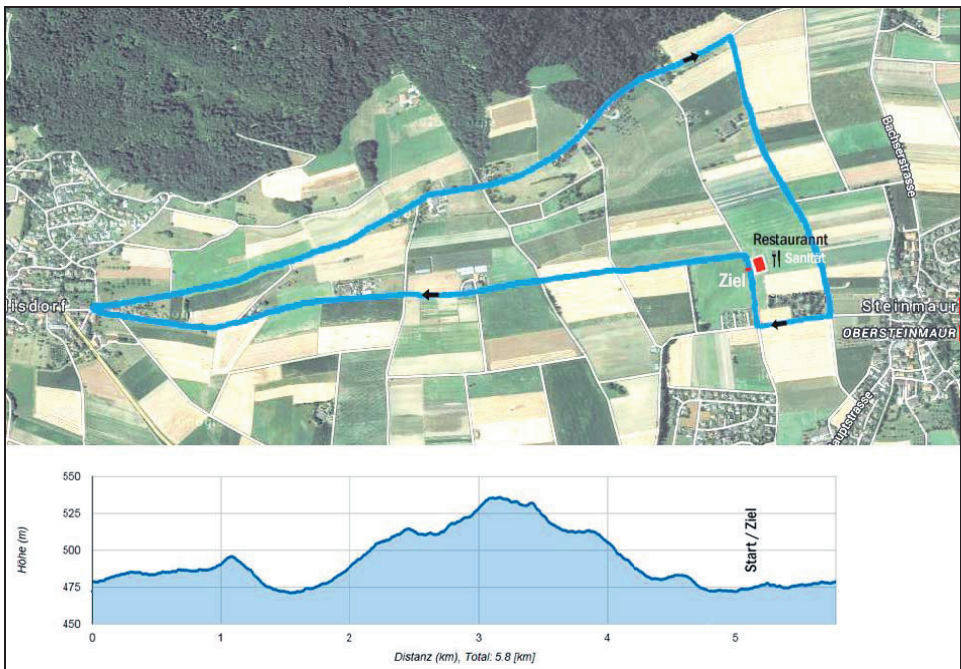 Bachserstrasse
Restaurannt
Sanität
Ziel
lisdorf
Steinmaur
OBERSTEINMAUR
auptstrasse
Höhe (m)
550
525
500
475
450
Start / Ziel
0
1
2
3
4
5
Distanz (km), Total: 5.8 [km]